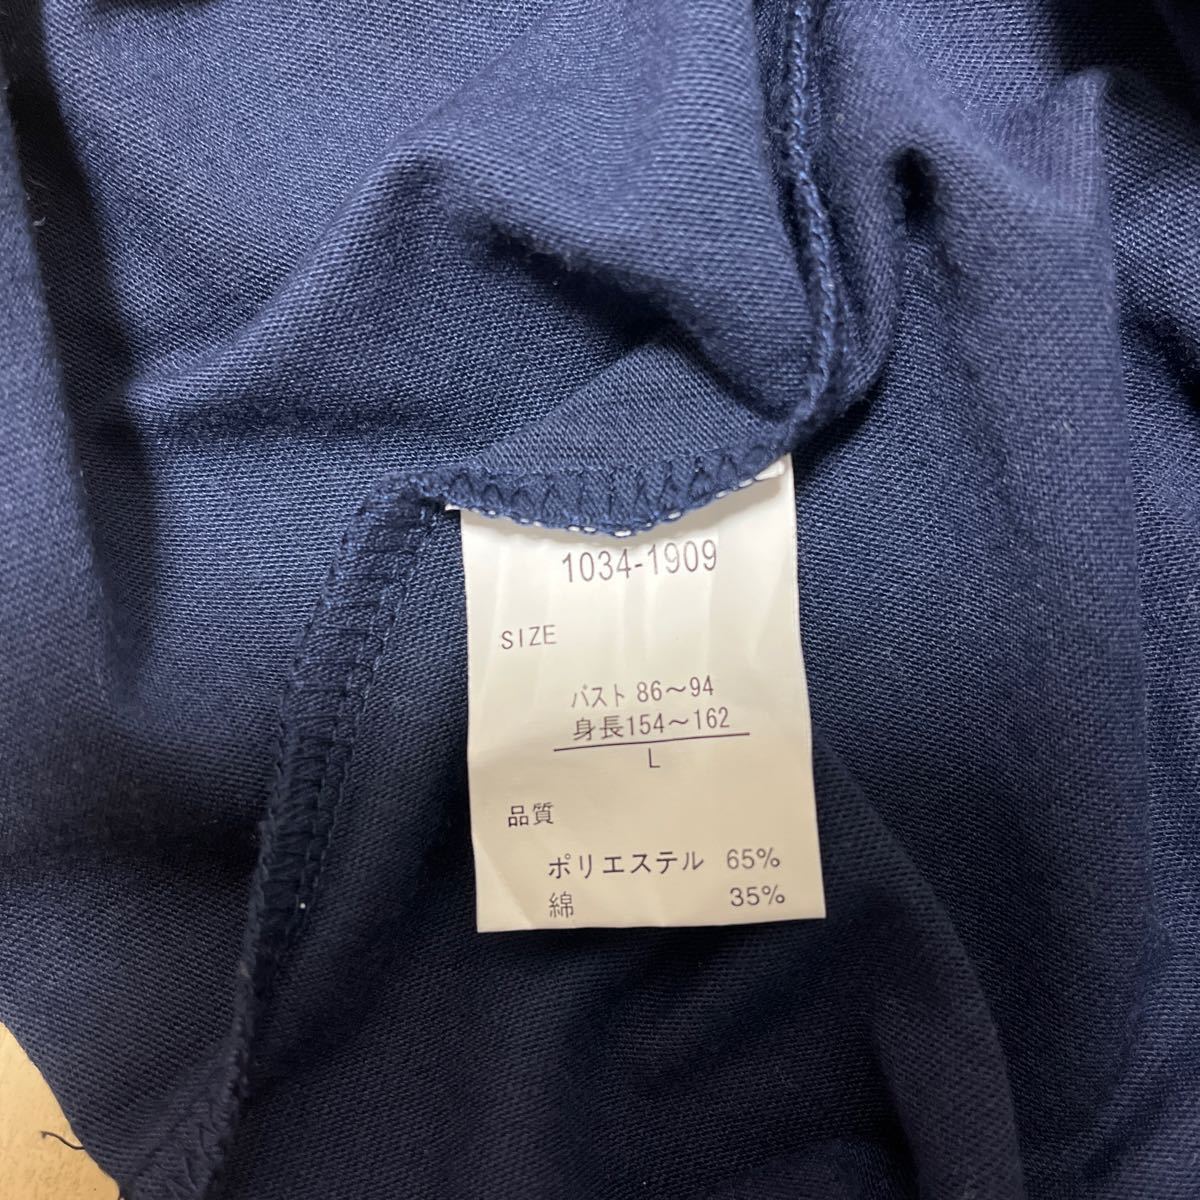 1034-1909
SIZE
バスト 86～94
身長154～162
L
品質
ポリエステル 65%
綿 35%